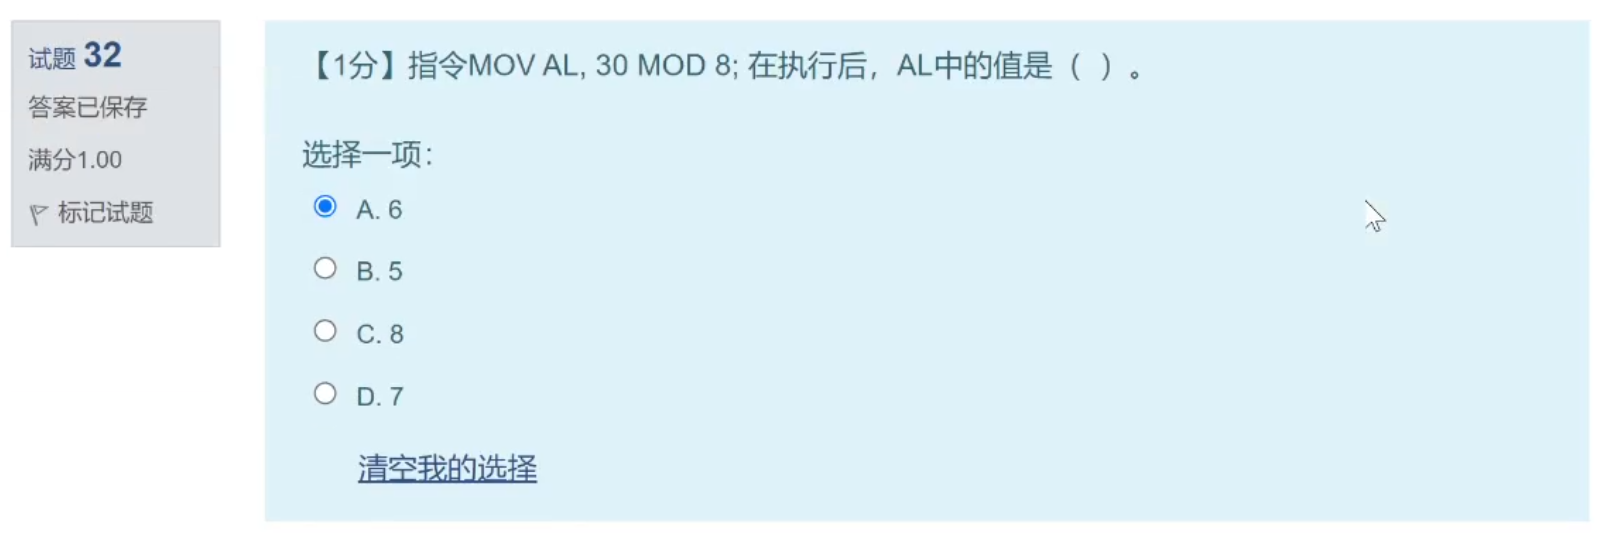 试题 32
答案已保存
满分1.00
标记试题
【1分】指令MOV AL, 30 MOD 8; 在执行后，AL中的值是（ ）。
选择一项：
A. 6
B. 5
C. 8
D. 7
清空我的选择